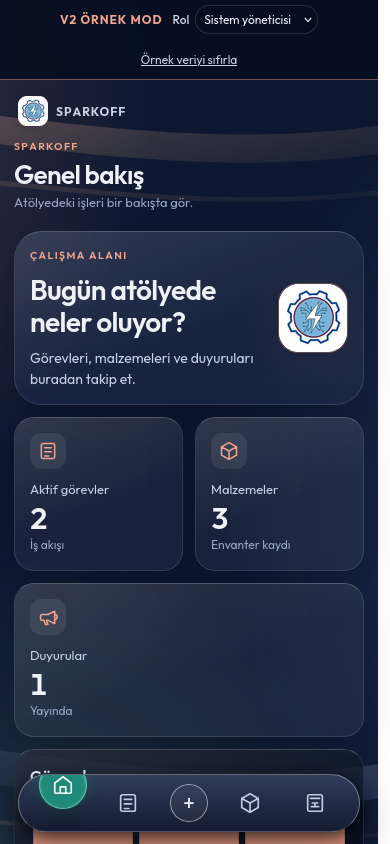 V2 ÖRNEK MOD Rol Sistem yöneticisi
Örnek veriyi sıfırla
SPARKOFF
SPARKOFF
Genel bakış
Atölyedeki işleri bir bakışta gör.
ÇALIŞMA ALANI
Bugün atölyede
neler oluyor?
Görevleri, malzemeleri ve duyuruları
buradan takip et.
Aktif görevler
2
İş akışı
Malzemeler
3
Envanter kaydı
Duyurular
1
Yayında